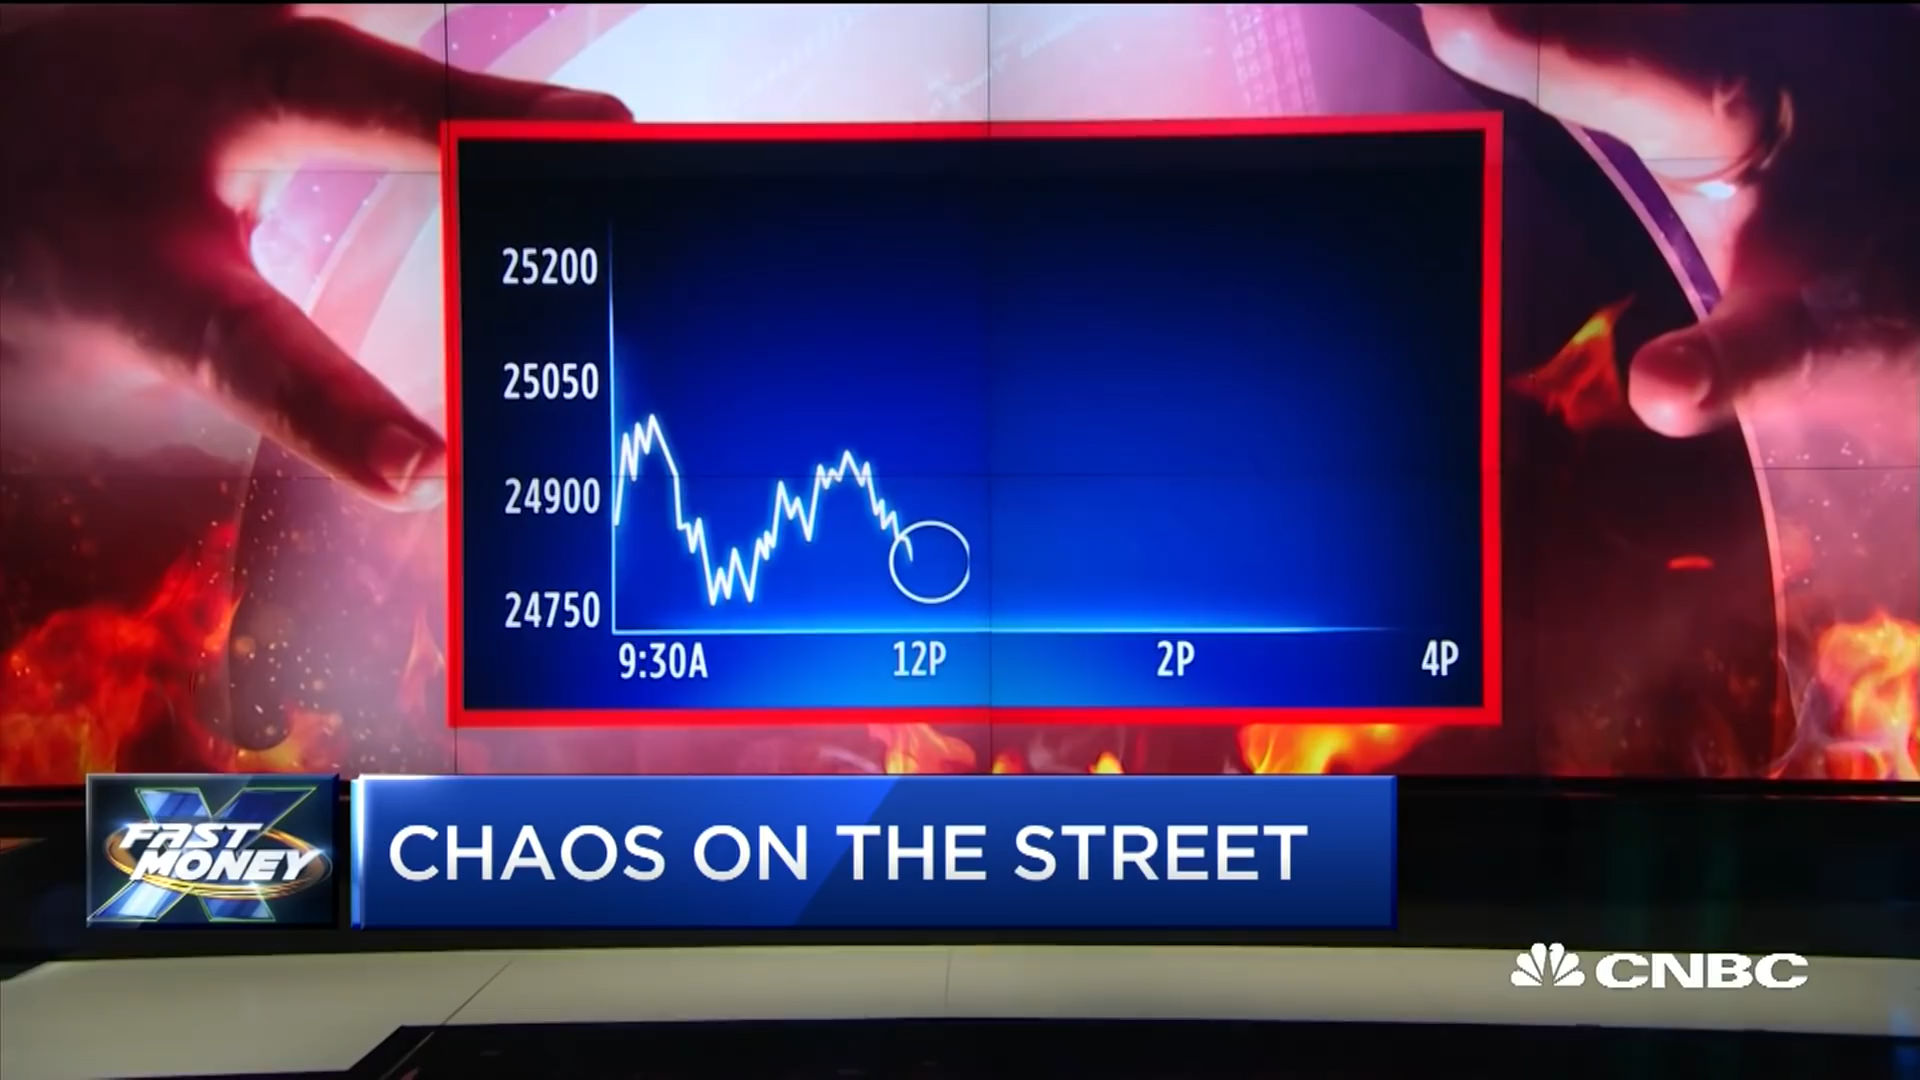 25200
25050
24900
24750
9:30A 12P 2P 4P
FAST
MONEY
CHAOS ON THE STREET
CNBC